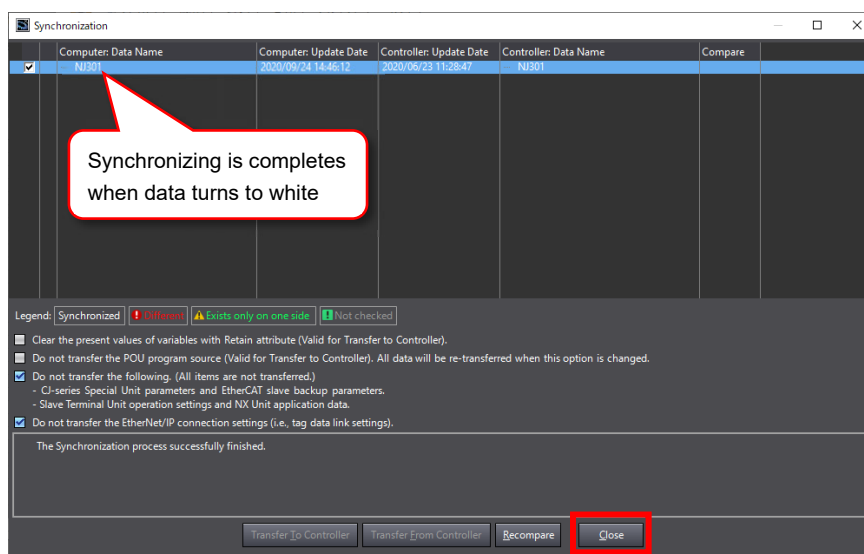 Synchronization
Computer: Data Name Computer: Update Date Controller: Update Date Controller: Data Name Compare
NJ301 2020/09/24 14:46:12 2020/06/23 11:28:47 NJ301
Synchronizing is completes
when data turns to white
Legend: Synchronized Different Exists only on one side Not checked
Clear the present values of variables with Retain attribute (Valid for Transfer to Controller).
Do not transfer the POU program source (Valid for Transfer to Controller). All data will be re-transferred when this option is changed.
Do not transfer the following. (All items are not transferred.)
- CJ-series Special Unit parameters and EtherCAT slave backup parameters.
- Slave Terminal Unit operation settings and NX Unit application data.
Do not transfer the EtherNet/IP connection settings (i.e., tag data link settings).
The Synchronization process successfully finished.
Transfer To Controller Transfer From Controller Recompare Close